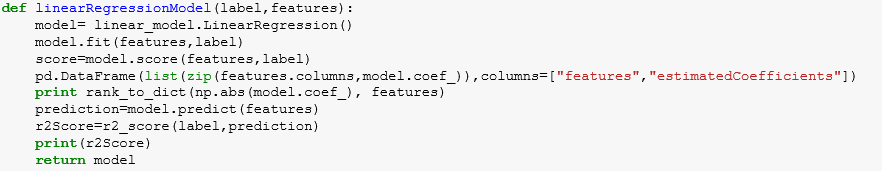 def linearRegressionModel(label,features):
    model= linear_model.LinearRegression()
    model.fit(features,label)
    score=model.score(features,label)
    pd.DataFrame(list(zip(features.columns,model.coef_)),columns=["features","estimatedCoefficients"])
    print rank_to_dict(np.abs(model.coef_), features)
    prediction=model.predict(features)
    r2Score=r2_score(label,prediction)
    print(r2Score)
    return model